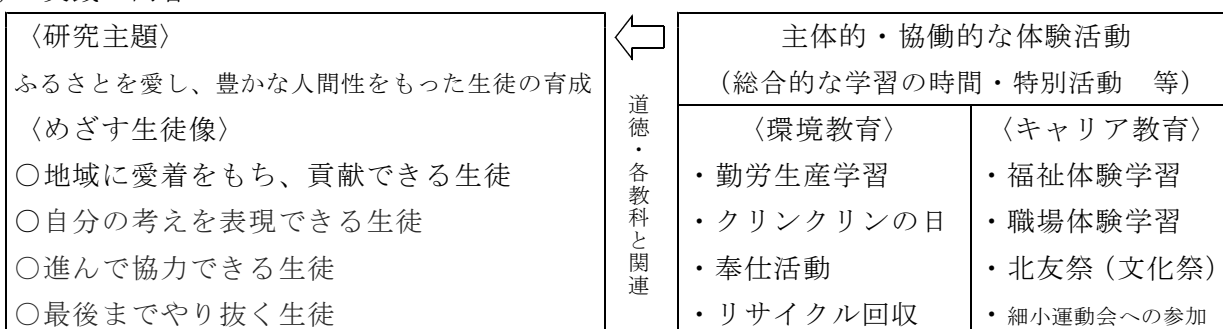 〈研究主題〉
ふるさとを愛し、豊かな人間性をもった生徒の育成
〈めざす生徒像〉
○地域に愛着をもち、貢献できる生徒
○自分の考えを表現できる生徒
○進んで協力できる生徒
○最後までやり抜く生徒
道徳・各教科と関連
主体的・協働的な体験活動
（総合的な学習の時間・特別活動　等）
〈環境教育〉
・勤労生産学習
・クリンクリンの日
・奉仕活動
・リサイクル回収
〈キャリア教育〉
・福祉体験学習
・職場体験学習
・北友祭（文化祭）
・細小運動会への参加